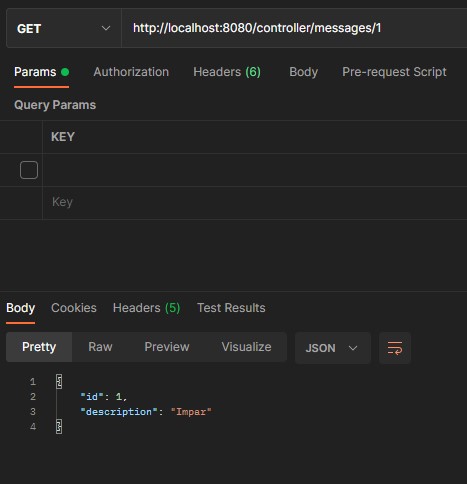 GET http://localhost:8080/controller/messages/1
Params Authorization Headers (6) Body Pre-request Script
Query Params
KEY
Key
Body Cookies Headers (5) Test Results
Pretty Raw Preview Visualize JSON
1 {
2 "id": 1,
3 "description": "Impar"
4 }